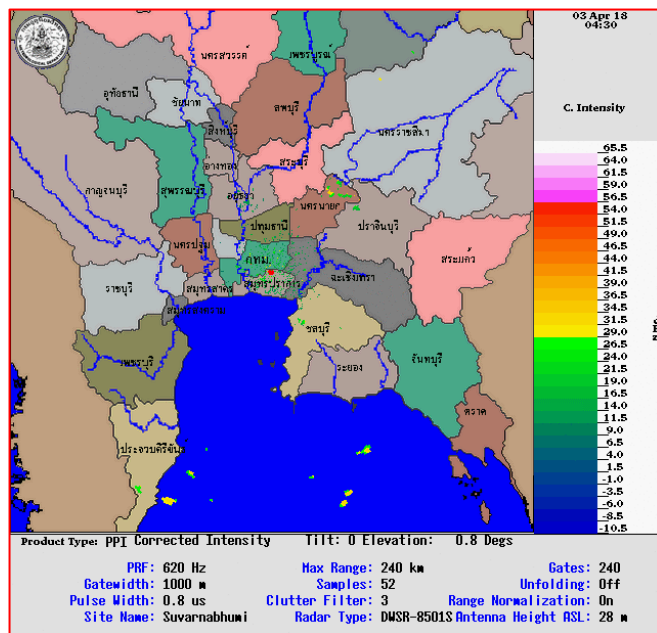 03 Apr 18
04:30
C. Intensity
นครสวรรค์
เพชรบูรณ์
อุทัยธานี
ชัยนาท
ลพบุรี
นครราชสีมา
สิงห์บุรี
อ่างทอง
สระบุรี
กาญจนบุรี
สุพรรณบุรี
อยุธยา
นครนายก
ปทุมธานี
ปราจีนบุรี
นครปฐม
กทม.
สระแก้ว
ราชบุรี
สมุทรสาคร
สมุทรปราการ
ฉะเชิงเทรา
สมุทรสงคราม
ชลบุรี
เพชรบุรี
ระยอง
จันทบุรี
ตราด
ประจวบคีรีขันธ์
65.5
64.0
61.5
59.0
56.5
54.0
51.5
49.0
46.5
44.0
41.5
39.0
36.5
34.0
31.5
29.0
26.5
24.0
21.5
19.0
16.5
14.0
11.5
9.0
6.5
4.0
1.5
-1.0
-3.5
-6.0
-8.5
-10.5
Product Type: PPI Corrected Intensity Tilt: 0 Elevation: 0.8 Degs
PRF: 620 Hz Max Range: 240 km Gates: 240
Gatewidth: 1000 m Samples: 52 Unfolding: Off
Pulse Width: 0.8 us Clutter Filter: 3 Range Normalization: On
Site Name: Suvarnabhumi Radar Type: DWSR-8501S Antenna Height ASL: 28 m